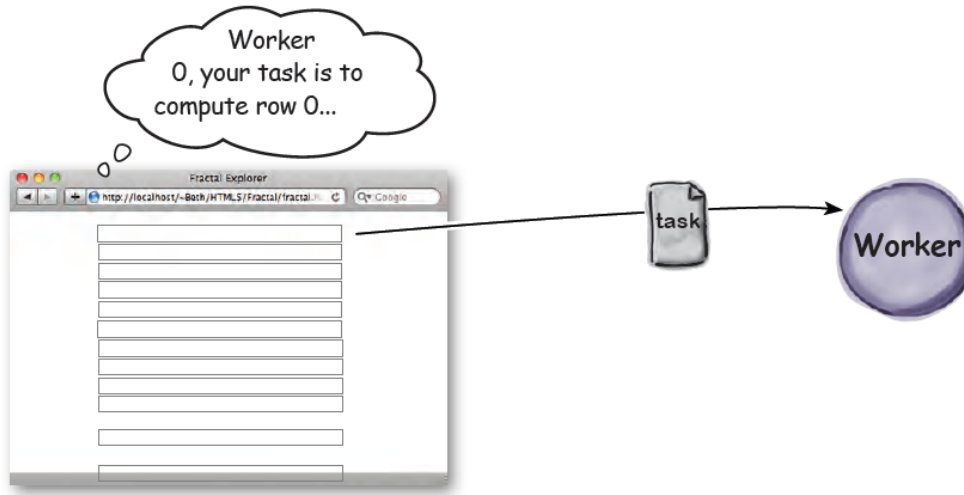 Worker
0, your task is to
compute row 0...
Fractal Explorer
http://localhost/~Beth/HTML5/Fractal/fractal.
Google
task
Worker